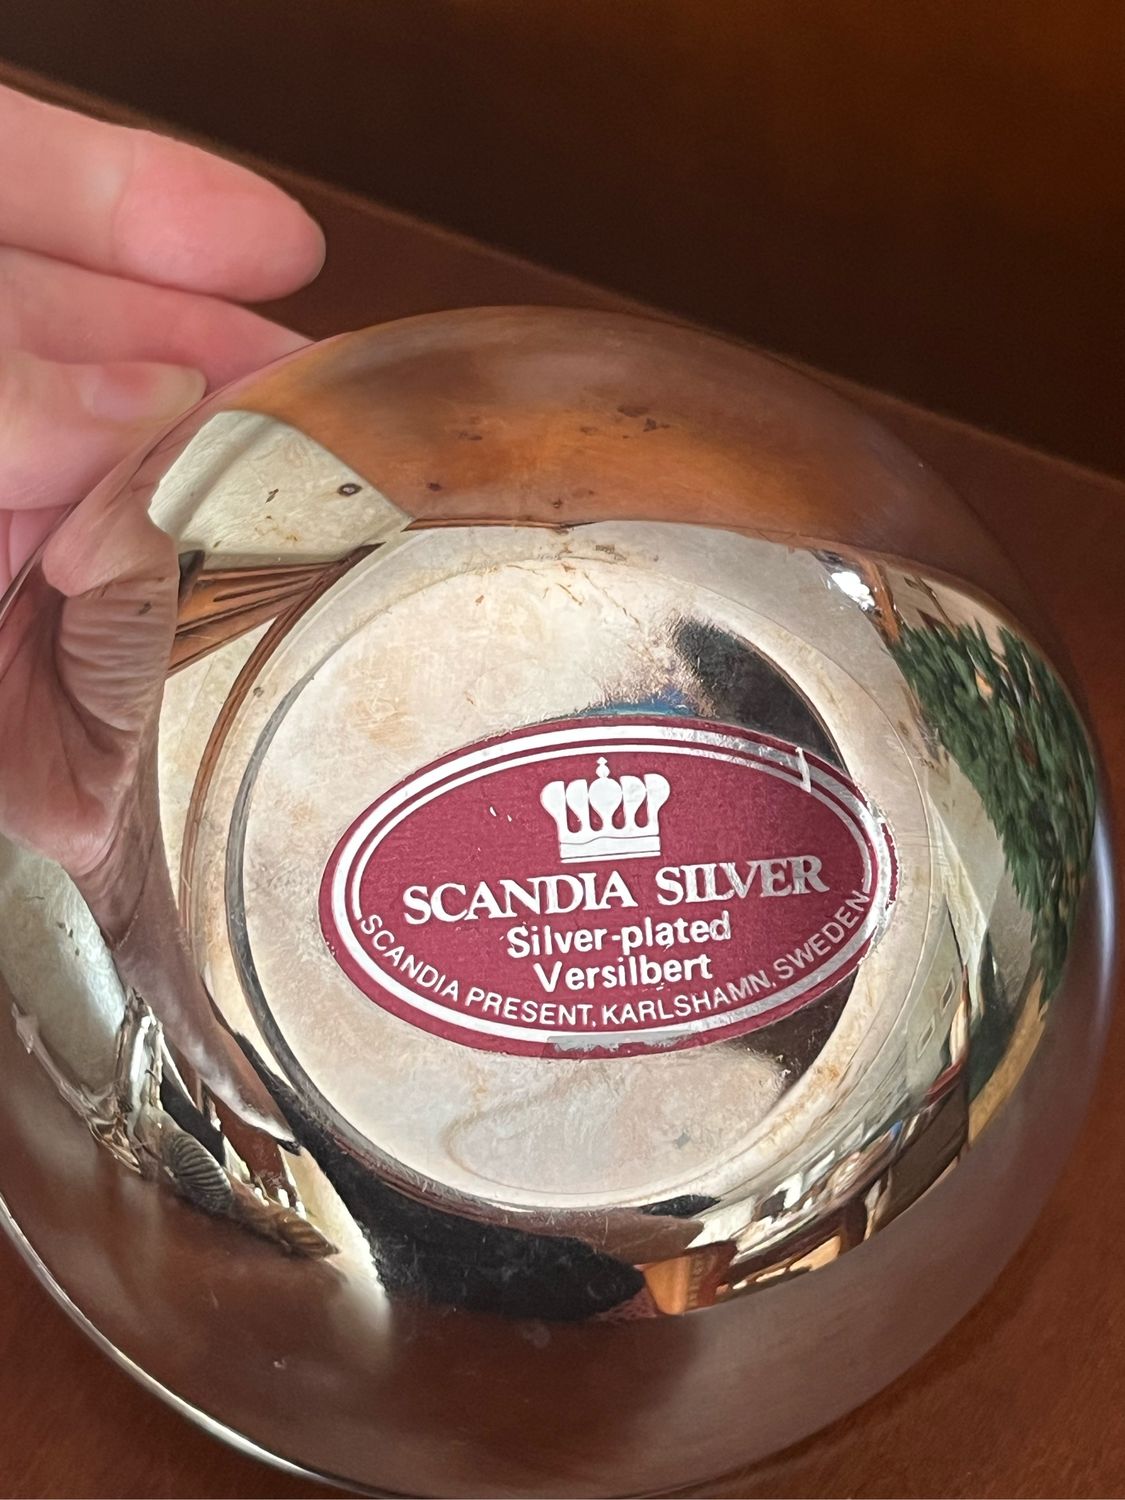 SCANDIA SILVER
Silver-plated
Versilbert
SCANDIA PRESENT, KARLSHAMN, SWEDEN